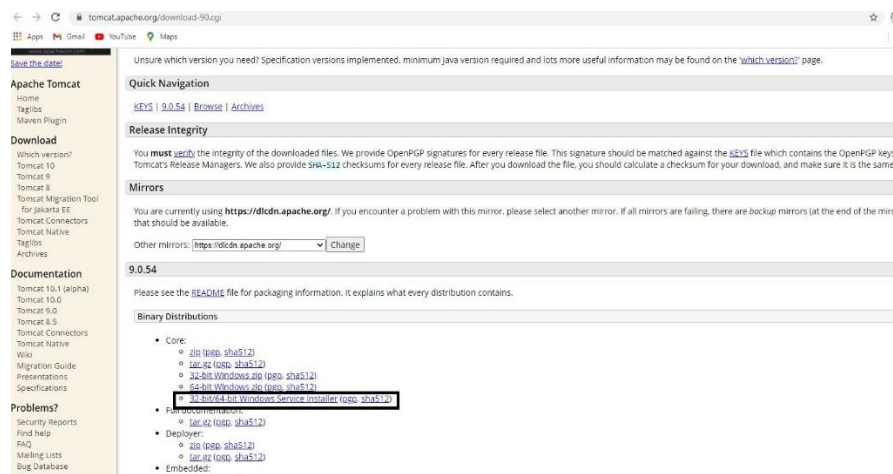 tomcat.apache.org/download-90.cgi
Apps Gmail YouTube Maps
www.apachecon.com
Save the date!
Apache Tomcat
Home
Taglibs
Maven Plugin
Download
Which version?
Tomcat 10
Tomcat 9
Tomcat 8
Tomcat Migration Tool
for Jakarta EE
Tomcat Connectors
Tomcat Native
Taglibs
Archives
Documentation
Tomcat 10.1 (alpha)
Tomcat 10.0
Tomcat 9.0
Tomcat 8.5
Tomcat Connectors
Tomcat Native
Wiki
Migration Guide
Presentations
Specifications
Problems?
Security Reports
Find help
FAQ
Mailing Lists
Bug Database
Unsure which version you need? Specification versions implemented, minimum Java version required and lots more useful information may be found on the 'which version?' page.
Quick Navigation
KEYS | 9.0.54 | Browse | Archives
Release Integrity
You must verify the integrity of the downloaded files. We provide OpenPGP signatures for every release file. This signature should be matched against the KEYS file which contains the OpenPGP keys
Tomcat's Release Managers. We also provide SHA-512 checksums for every release file. After you download the file, you should calculate a checksum for your download, and make sure it is the same
Mirrors
You are currently using https://dlcdn.apache.org/. If you encounter a problem with this mirror, please select another mirror. If all mirrors are failing, there are backup mirrors (at the end of the mirr
that should be available.
Other mirrors: https://dlcdn.apache.org/ Change
9.0.54
Please see the README file for packaging information. It explains what every distribution contains.
Binary Distributions
Core:
zip (pgp, sha512)
tar.gz (pgp, sha512)
32-bit Windows zip (pgp, sha512)
64-bit Windows zip (pgp, sha512)
32-bit/64-bit Windows Service Installer (pgp, sha512)
Full documentation:
tar.gz (pgp, sha512)
Deployer:
zip (pgp, sha512)
tar.gz (pgp, sha512)
Embedded: